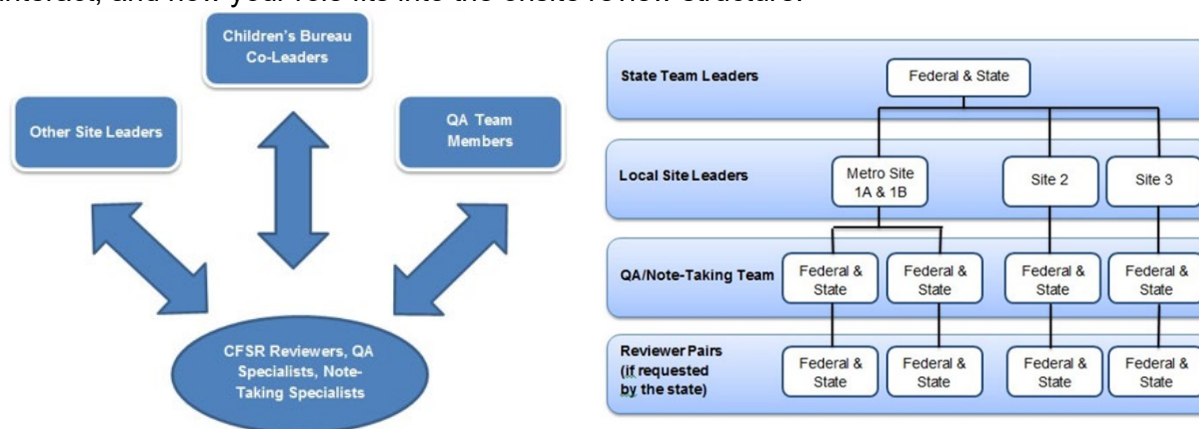 interact, and how your role fits into the onsite review structure.
Children's Bureau
Co-Leaders
Other Site Leaders
QA Team
Members
CFSR Reviewers, QA
Specialists, Note-
Taking Specialists
State Team Leaders
Federal & State
Local Site Leaders
Metro Site
1A & 1B
Site 2
Site 3
QA/Note-Taking Team
Federal &
State
Federal &
State
Federal &
State
Federal &
State
Reviewer Pairs
(if requested
by the state)
Federal &
State
Federal &
State
Federal &
State
Federal &
State